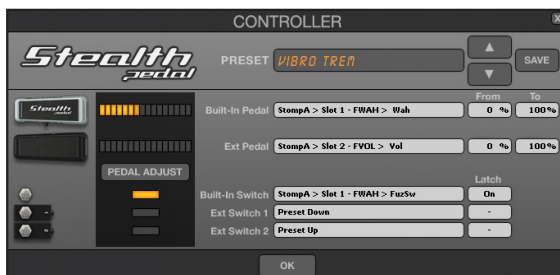 CONTROLLER
X
Stealth
pedal
PRESET VIBRO TREM SAVE
From To
Stealth
Built-In Pedal StompA > Slot 1 - FWAH > Wah 0 % 100%
Ext Pedal StompA > Slot 2 - FVOL > Vol 0 % 100%
PEDAL ADJUST
Latch
Built-In Switch StompA > Slot 1 - FWAH > FuzSw On
Ext Switch 1 Preset Down -
Ext Switch 2 Preset Up -
OK